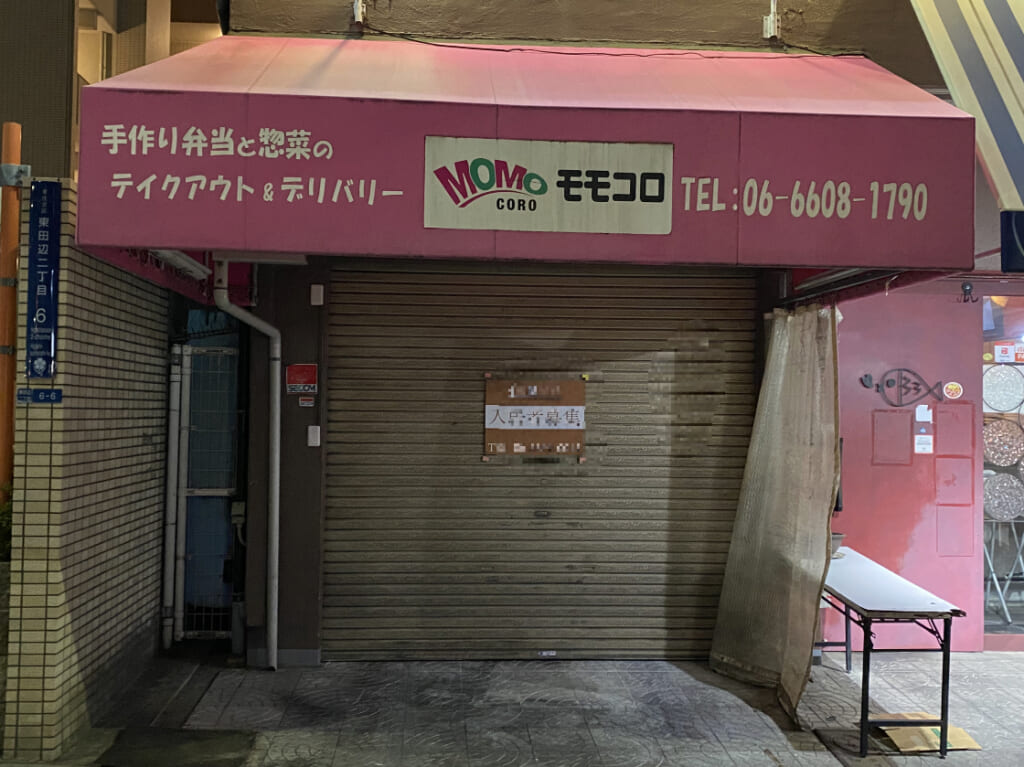 手作り弁当と惣菜の
テイクアウト & デリバリー
MOMO
CORO
モモコロ
TEL:06-6608-1790
東田辺二丁目
6
6-6
入居者募集